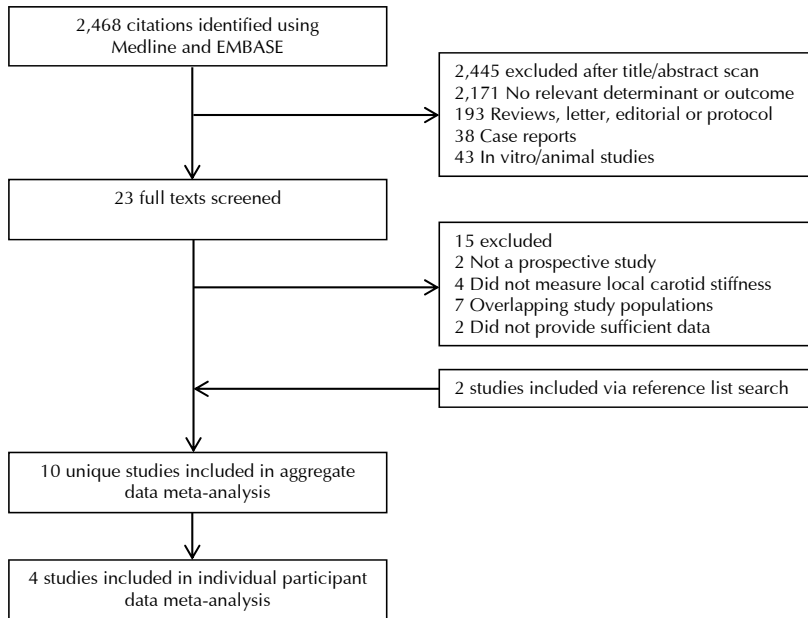 2,468 citations identified using
Medline and EMBASE
2,445 excluded after title/abstract scan
2,171 No relevant determinant or outcome
193 Reviews, letter, editorial or protocol
38 Case reports
43 In vitro/animal studies
23 full texts screened
15 excluded
2 Not a prospective study
4 Did not measure local carotid stiffness
7 Overlapping study populations
2 Did not provide sufficient data
2 studies included via reference list search
10 unique studies included in aggregate
data meta-analysis
4 studies included in individual participant
data meta-analysis